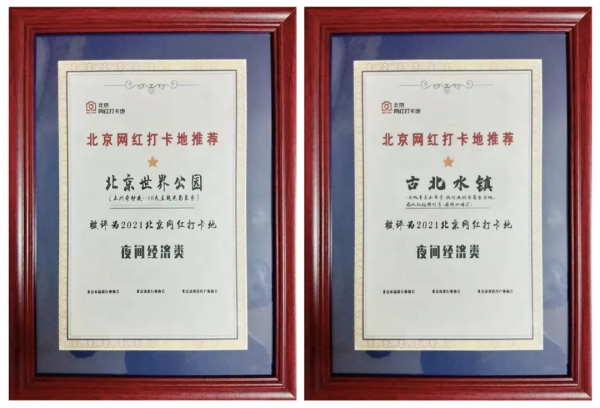 北京
网红打卡地
北京网红打卡地推荐
北京世界公园
被评为2021北京网红打卡地
夜间经济类
北京
网红打卡地
北京网红打卡地推荐
古北水镇
被评为2021北京网红打卡地
夜间经济类